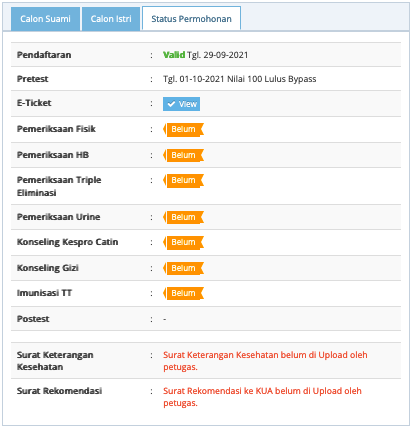 Calon Suami Calon Istri Status Permohonan
Pendaftaran : Valid Tgl. 29-09-2021
Pretest : Tgl. 01-10-2021 Nilai 100 Lulus Bypass
E-Ticket : View
Pemeriksaan Fisik : Belum
Pemeriksaan HB : Belum
Pemeriksaan Triple : Belum
Eliminasi
Pemeriksaan Urine : Belum
Konseling Kespro Catin : Belum
Konseling Gizi : Belum
Imunisasi TT : Belum
Postest : -
Surat Keterangan : Surat Keterangan Kesehatan belum di Upload oleh
Kesehatan petugas.
Surat Rekomendasi : Surat Rekomendasi ke KUA belum di Upload oleh
petugas.